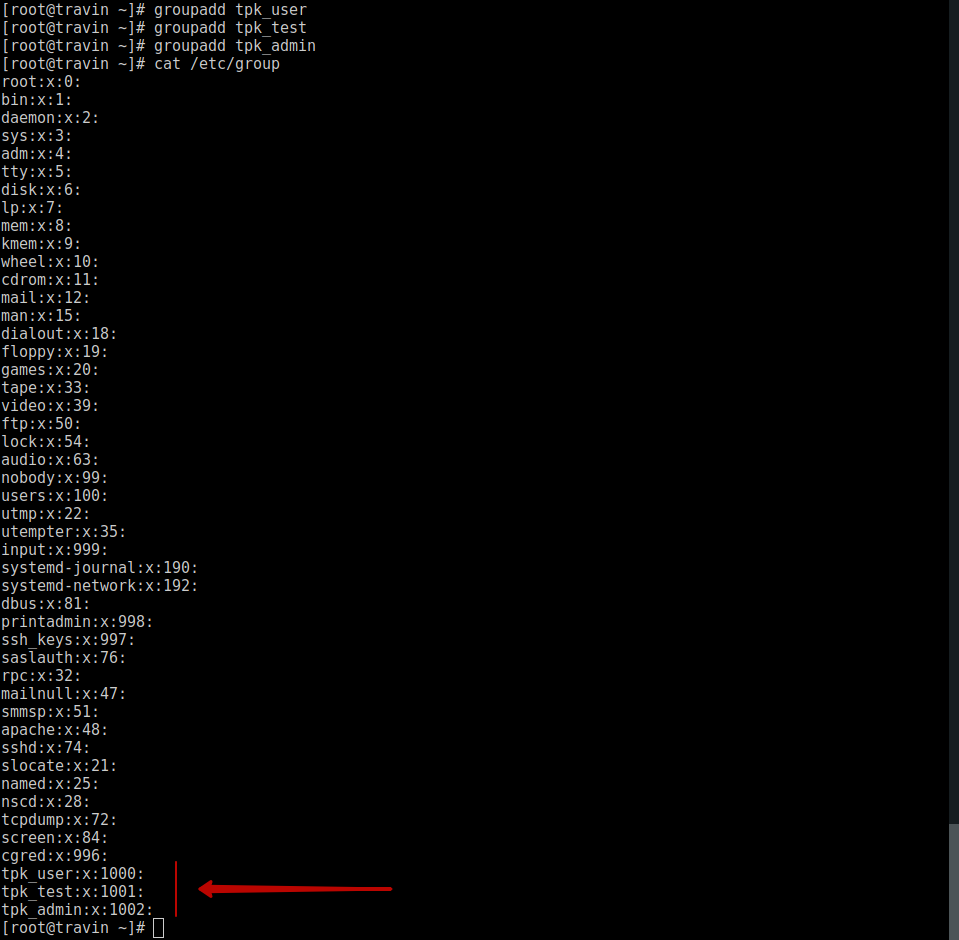 [root@travin ~]# groupadd tpk_user
[root@travin ~]# groupadd tpk_test
[root@travin ~]# groupadd tpk_admin
[root@travin ~]# cat /etc/group
root:x:0:
bin:x:1:
daemon:x:2:
sys:x:3:
adm:x:4:
tty:x:5:
disk:x:6:
lp:x:7:
mem:x:8:
kmem:x:9:
wheel:x:10:
cdrom:x:11:
mail:x:12:
man:x:15:
dialout:x:18:
floppy:x:19:
games:x:20:
tape:x:33:
video:x:39:
ftp:x:50:
lock:x:54:
audio:x:63:
nobody:x:99:
users:x:100:
utmp:x:22:
utempter:x:35:
input:x:999:
systemd-journal:x:190:
systemd-network:x:192:
dbus:x:81:
printadmin:x:998:
ssh_keys:x:997:
saslauth:x:76:
rpc:x:32:
mailnull:x:47:
smmsp:x:51:
apache:x:48:
sshd:x:74:
slocate:x:21:
named:x:25:
nscd:x:28:
tcpdump:x:72:
screen:x:84:
cgred:x:996:
tpk_user:x:1000:
tpk_test:x:1001:
tpk_admin:x:1002:
[root@travin ~]#